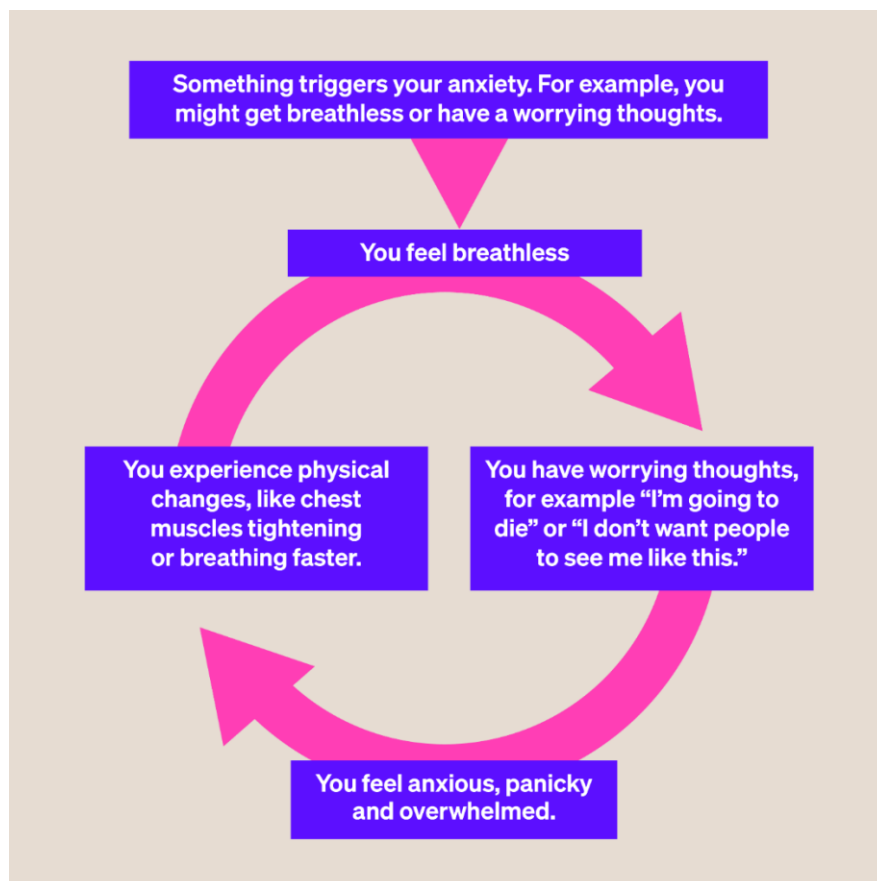 Something triggers your anxiety. For example, you
might get breathless or have a worrying thoughts.
You feel breathless
You have worrying thoughts,
for example “I’m going to
die” or “I don’t want people
to see me like this.”
You feel anxious, panicky
and overwhelmed.
You experience physical
changes, like chest
muscles tightening
or breathing faster.